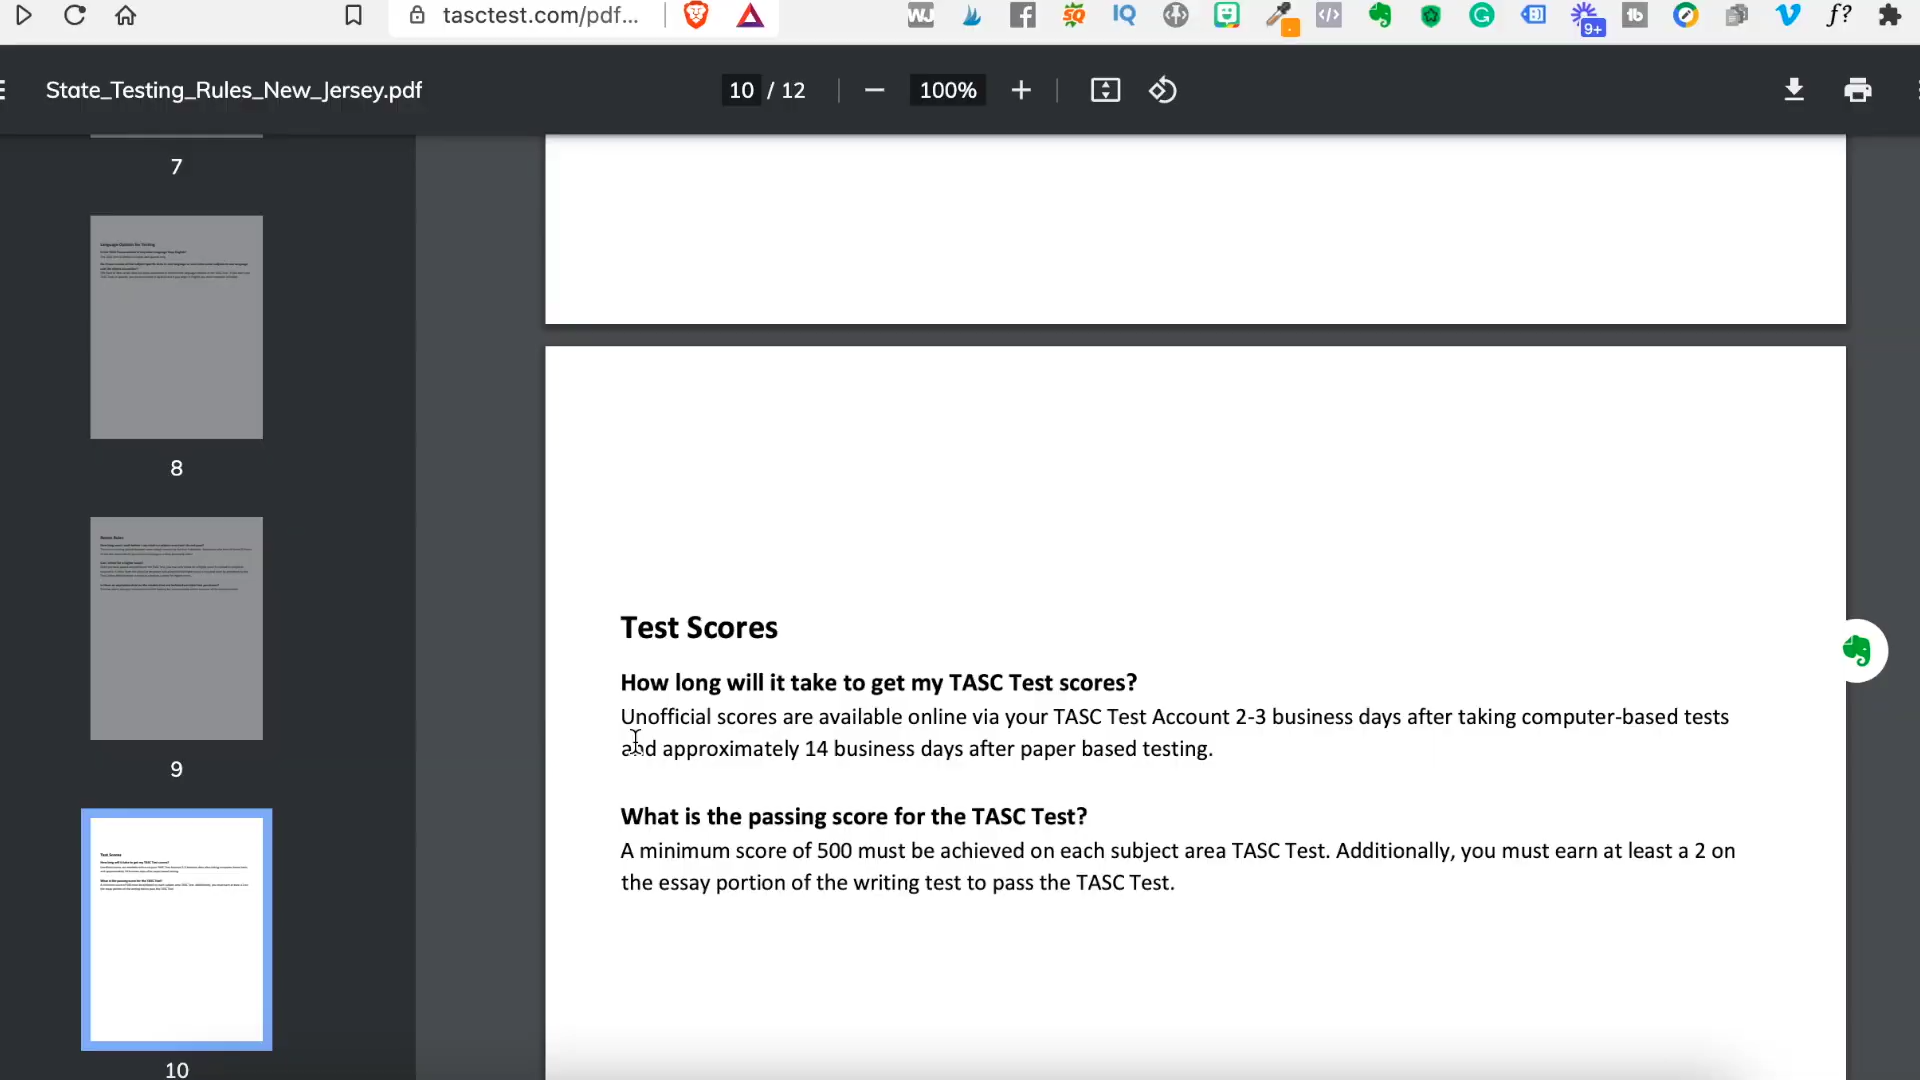 tasctest.com/pdf...
WJ
SQ
IQ
G
9+
tb
f?
State_Testing_Rules_New_Jersey.pdf
10 / 12
100%
7
8
9
10
Test Scores
How long will it take to get my TASC Test scores?
Unofficial scores are available online via your TASC Test Account 2-3 business days after taking computer-based tests
and approximately 14 business days after paper based testing.
What is the passing score for the TASC Test?
A minimum score of 500 must be achieved on each subject area TASC Test. Additionally, you must earn at least a 2 on
the essay portion of the writing test to pass the TASC Test.